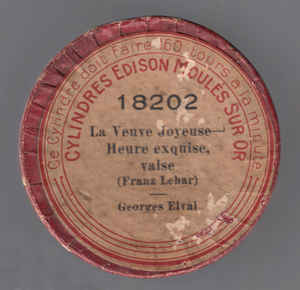 Ce Cylindre doit faire 160 tours a la minute
CYLINDRES EDISON MOULÉS SUR OR
18202
La Veuve Joyeuse—
Heure exquise,
valse
(Franz Lehar)
Georges Elval